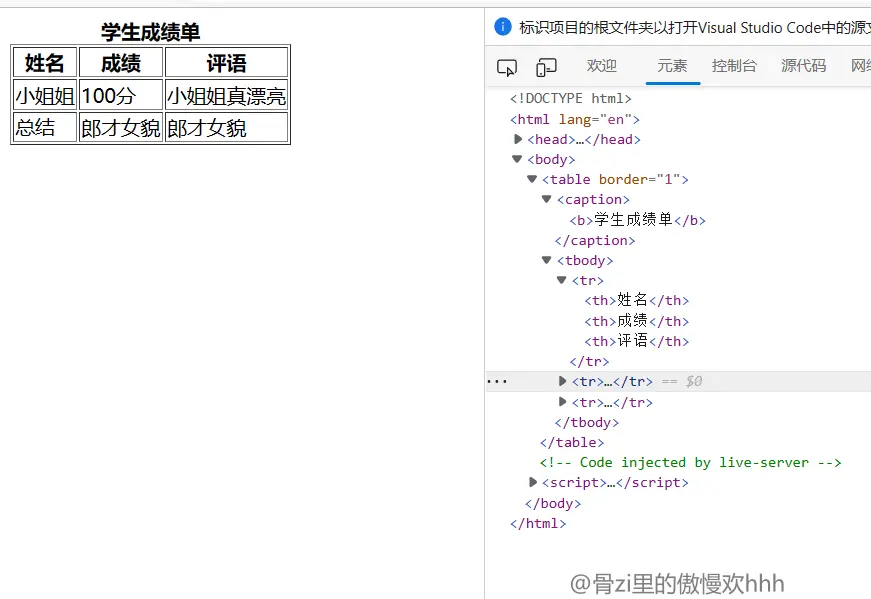 学生成绩单
姓名 成绩 评语
小姐姐 100分 小姐姐真漂亮
总结 郎才女貌 郎才女貌
标识项目的根文件夹以打开Visual Studio Code中的源文
欢迎 元素 控制台 源代码 网络
<!DOCTYPE html>
<html lang="en">
<head>…</head>
<body>
<table border="1">
<caption>
<b>学生成绩单</b>
</caption>
<tbody>
<tr>
<th>姓名</th>
<th>成绩</th>
<th>评语</th>
</tr>
<tr>…</tr> == $0
<tr>…</tr>
</tbody>
</table>
<!-- Code injected by live-server -->
<script>…</script>
</body>
</html>
@骨zi里的傲慢欢hhh